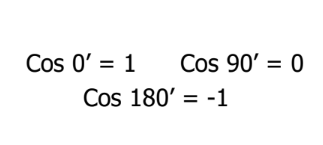 Cos 0′ = 1 Cos 90′ = 0
Cos 180′ = -1